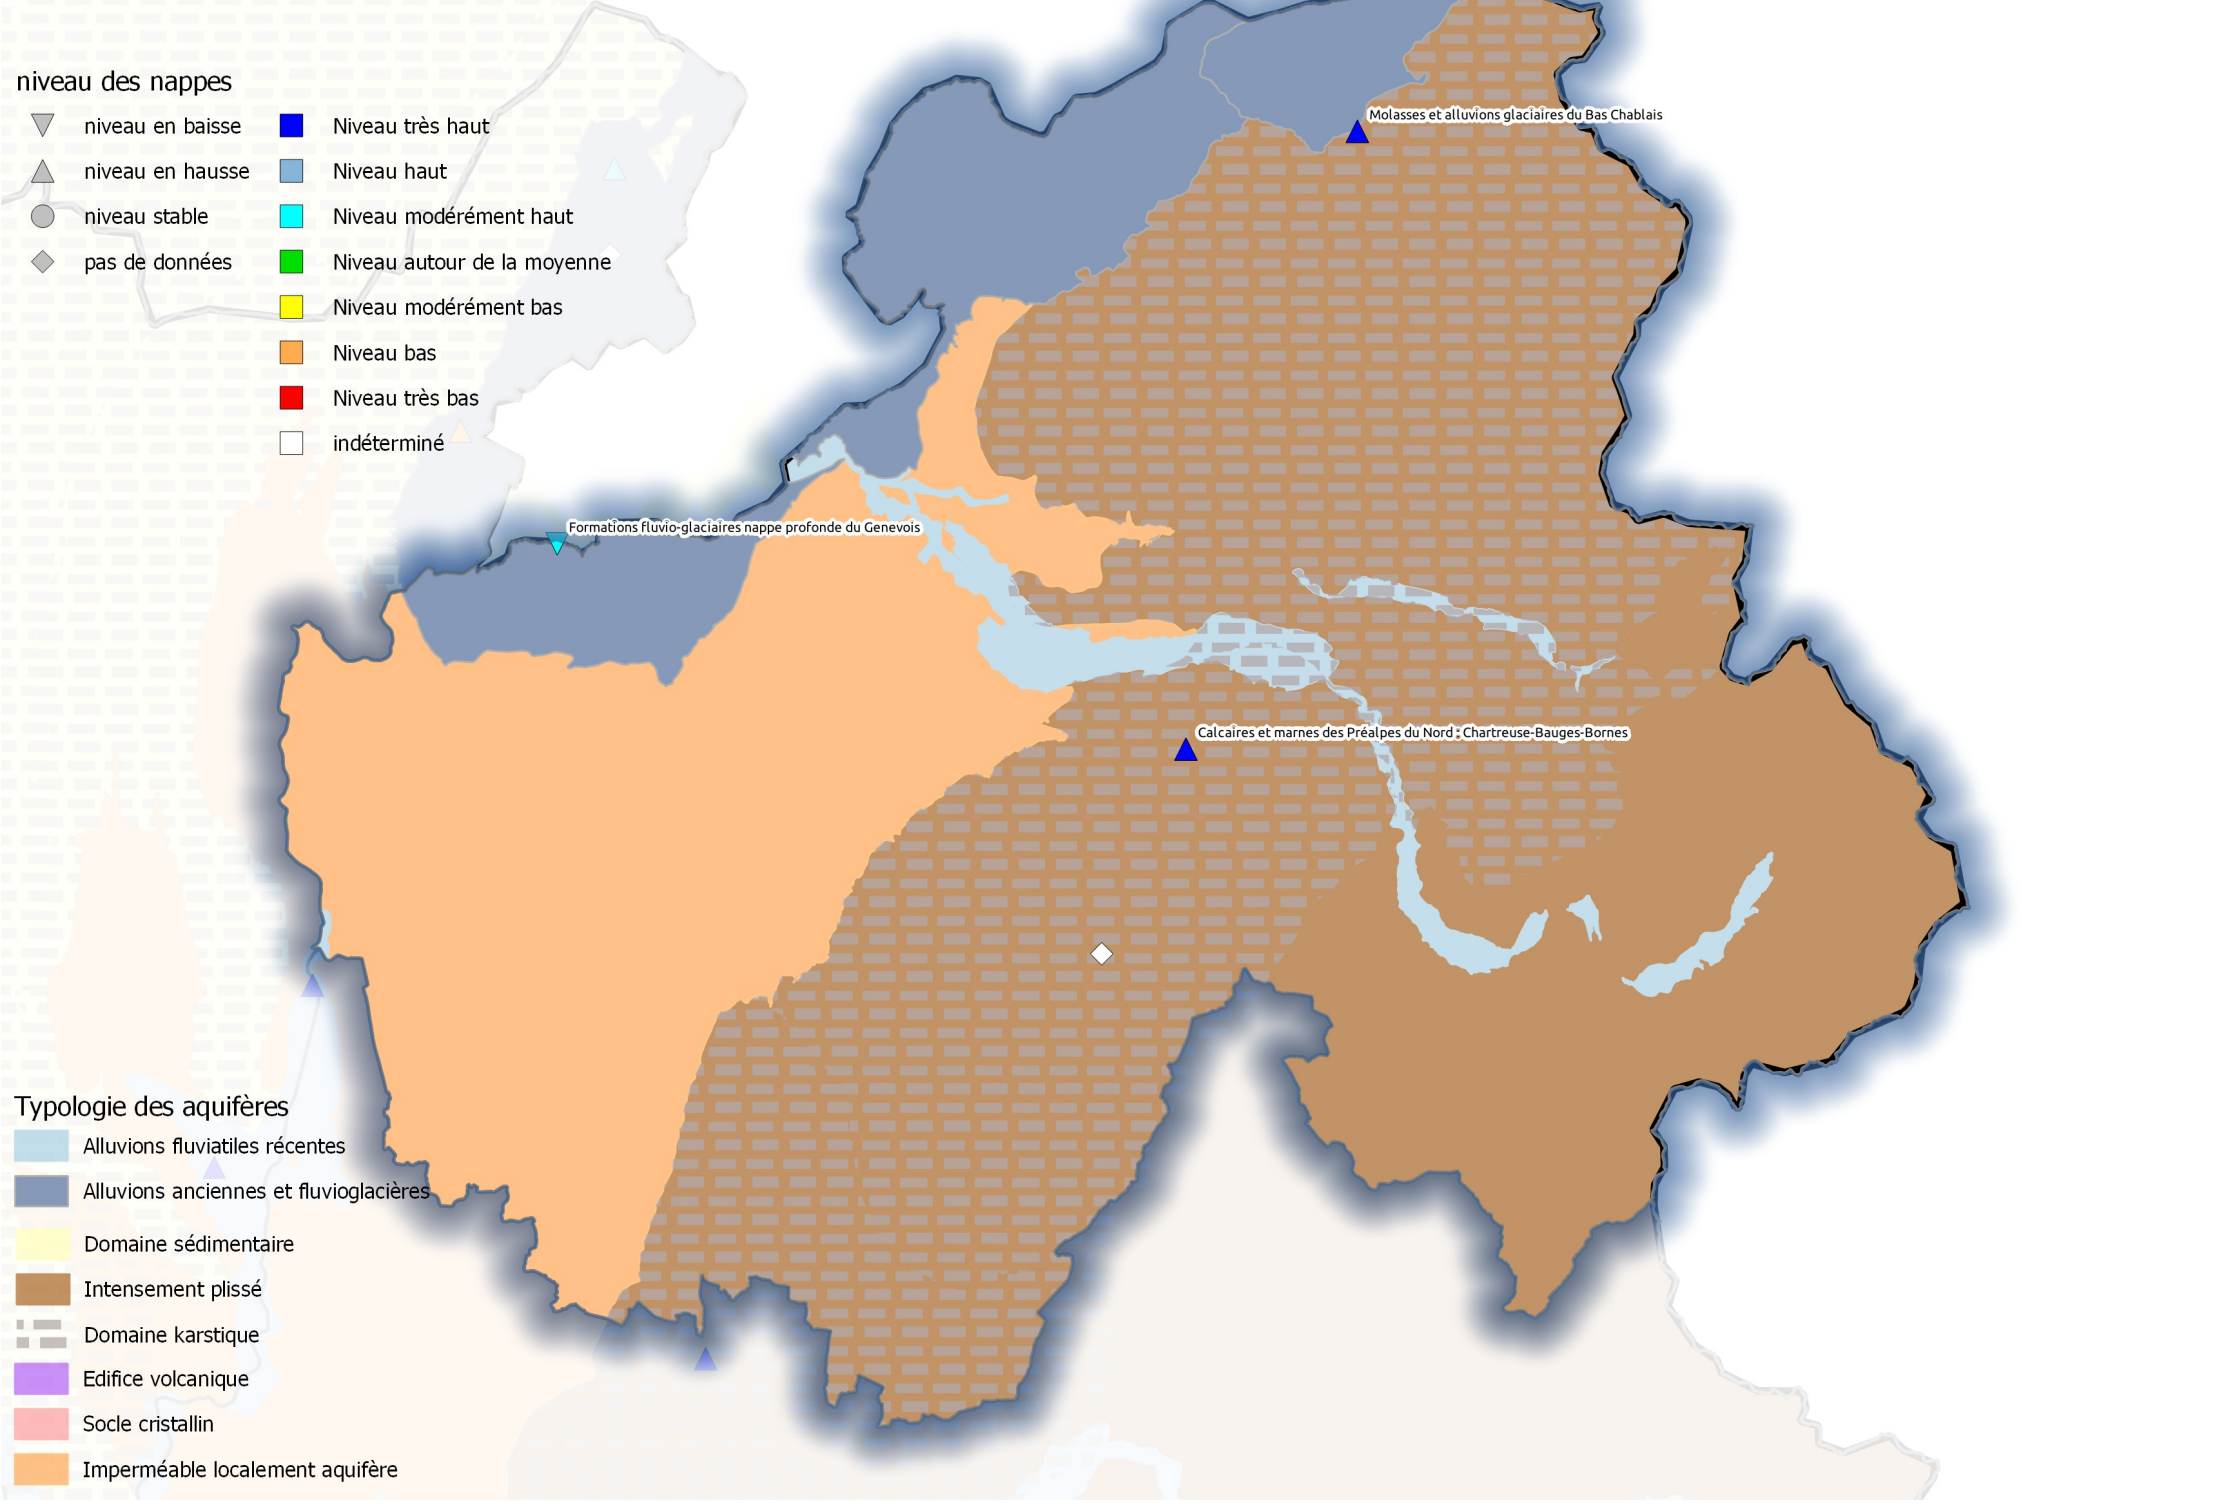 niveau des nappes
niveau en baisse
niveau en hausse
niveau stable
pas de données
Niveau très haut
Niveau haut
Niveau modérément haut
Niveau autour de la moyenne
Niveau modérément bas
Niveau bas
Niveau très bas
indéterminé
Molasses et alluvions glaciaires du Bas Chablais
Formations fluvio-glaciaires nappe profonde du Genevois
Calcaires et marnes des Préalpes du Nord : Chartreuse-Bauges-Bornes
Typologie des aquifères
Alluvions fluviatiles récentes
Alluvions anciennes et fluvioglacières
Domaine sédimentaire
Intensement plissé
Domaine karstique
Edifice volcanique
Socle cristallin
Imperméable localement aquifère